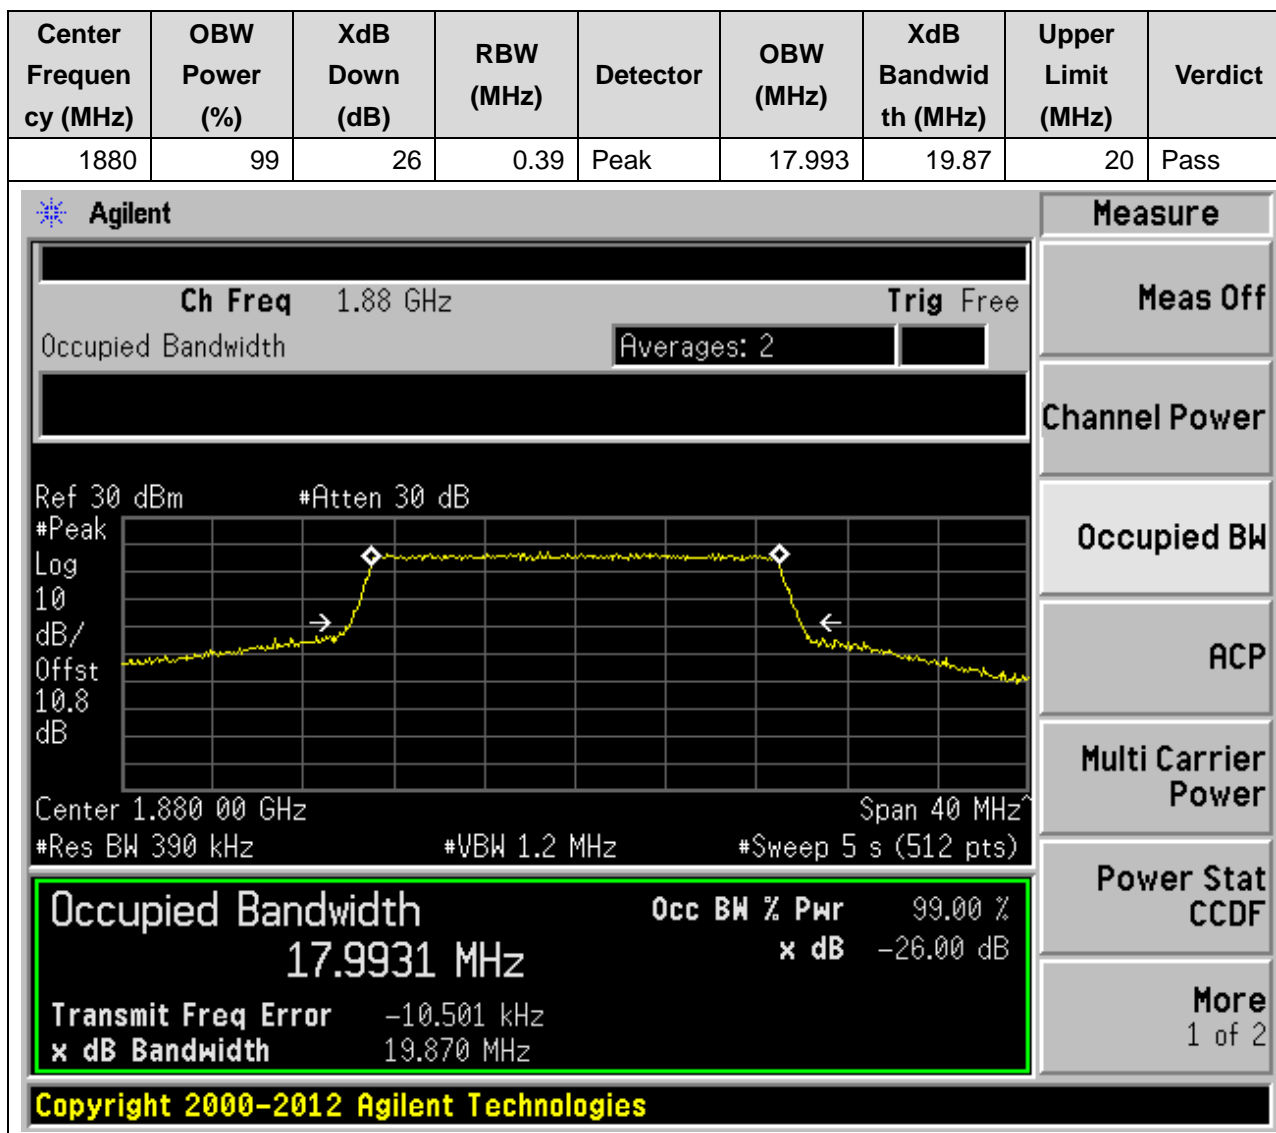 Center Frequen cy (MHz) OBW Power (%) XdB Down (dB) RBW (MHz) Detector OBW (MHz) XdB Bandwid th (MHz) Upper Limit (MHz) Verdict
1880 99 26 0.39 Peak 17.993 19.87 20 Pass
Agilent
Measure
Ch Freq 1.88 GHz Trig Free
Meas Off
Occupied Bandwidth Averages: 2
Channel Power
Ref 30 dBm #Atten 30 dB
#Peak
Log
10
dB/
Offst
10.8
dB
Occupied BW
ACP
Multi Carrier
Power
Center 1.880 00 GHz Span 40 MHz^
#Res BW 390 kHz #VBW 1.2 MHz #Sweep 5 s (512 pts)
Power Stat
CCDF
Occupied Bandwidth Occ BW % Pwr 99.00 %
17.9931 MHz x dB -26.00 dB
Transmit Freq Error -10.501 kHz
x dB Bandwidth 19.870 MHz
More
1 of 2
Copyright 2000-2012 Agilent Technologies